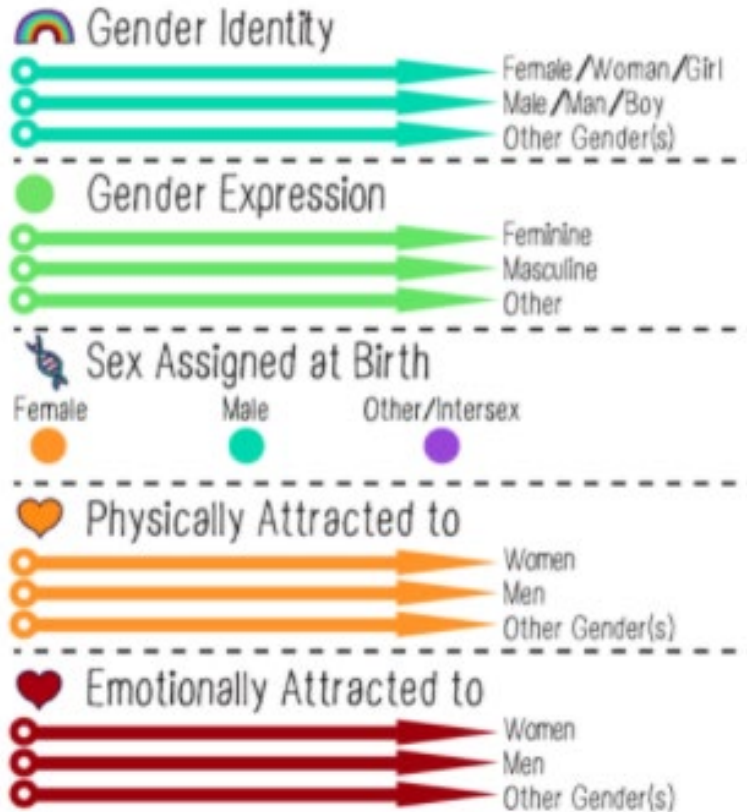 Gender Identity
Female/Woman/Girl
Male/Man/Boy
Other Gender(s)
Gender Expression
Feminine
Masculine
Other
Sex Assigned at Birth
Female Male Other/Intersex
Physically Attracted to
Women
Men
Other Gender(s)
Emotionally Attracted to
Women
Men
Other Gender(s)